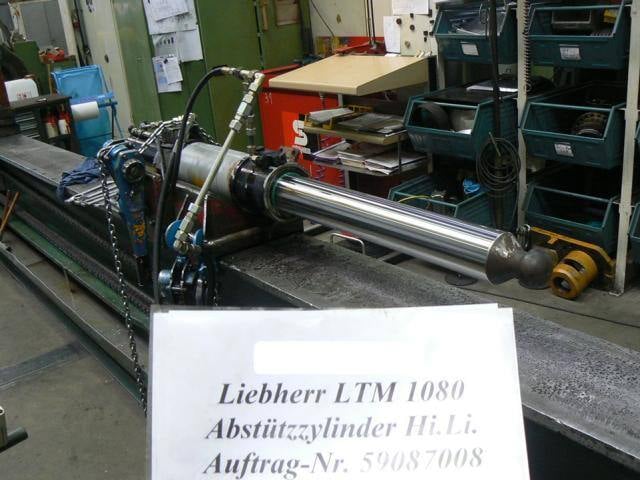 Liebherr LTM 1080
Abstützzylinder Hi.Li.
Auftrag-Nr. 59087008